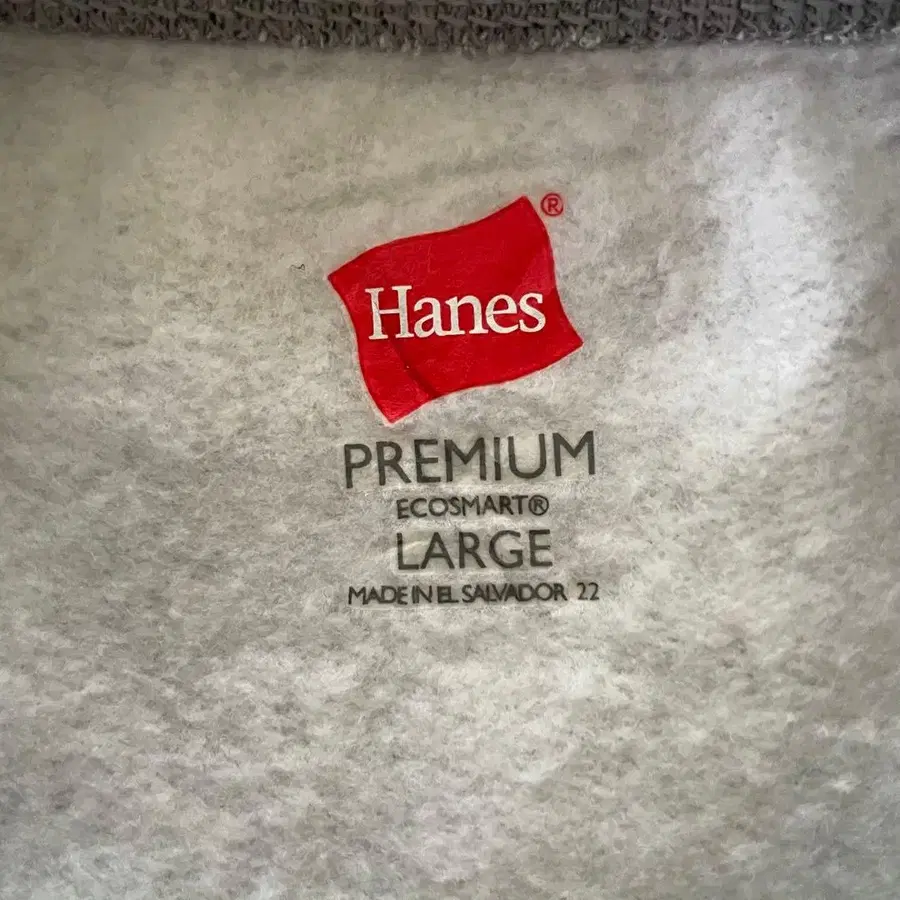 Hanes®
PREMIUM
ECOSMART®
LARGE
MADE IN EL SALVADOR 22